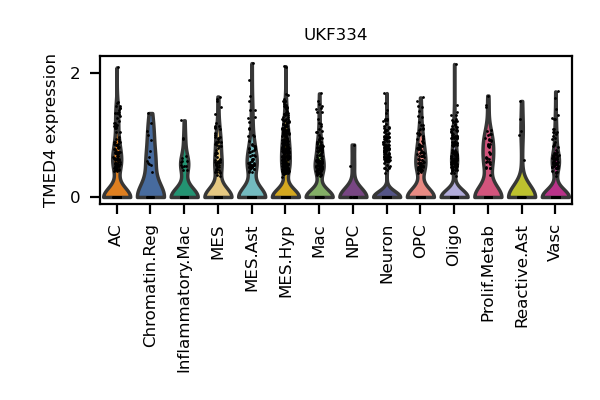 UKF334
TMED4 expression
2
0
AC
Chromatin.Reg
Inflammatory.Mac
MES
MES.Ast
MES.Hyp
Mac
NPC
Neuron
OPC
Oligo
Prolif.Metab
Reactive.Ast
Vasc